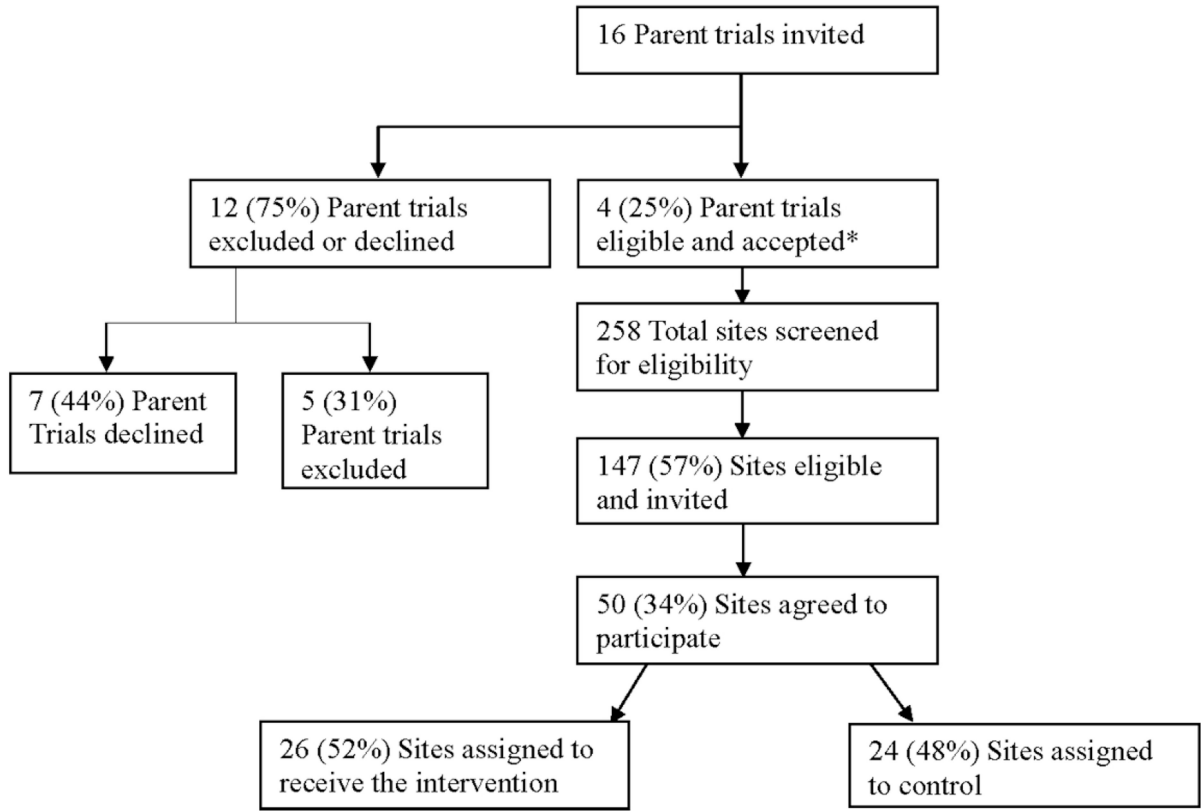 16 Parent trials invited
12 (75%) Parent trials
excluded or declined
4 (25%) Parent trials
eligible and accepted*
258 Total sites screened
for eligibility
7 (44%) Parent
Trials declined
5 (31%)
Parent trials
excluded
147 (57%) Sites eligible
and invited
50 (34%) Sites agreed to
participate
26 (52%) Sites assigned to
receive the intervention
24 (48%) Sites assigned
to control